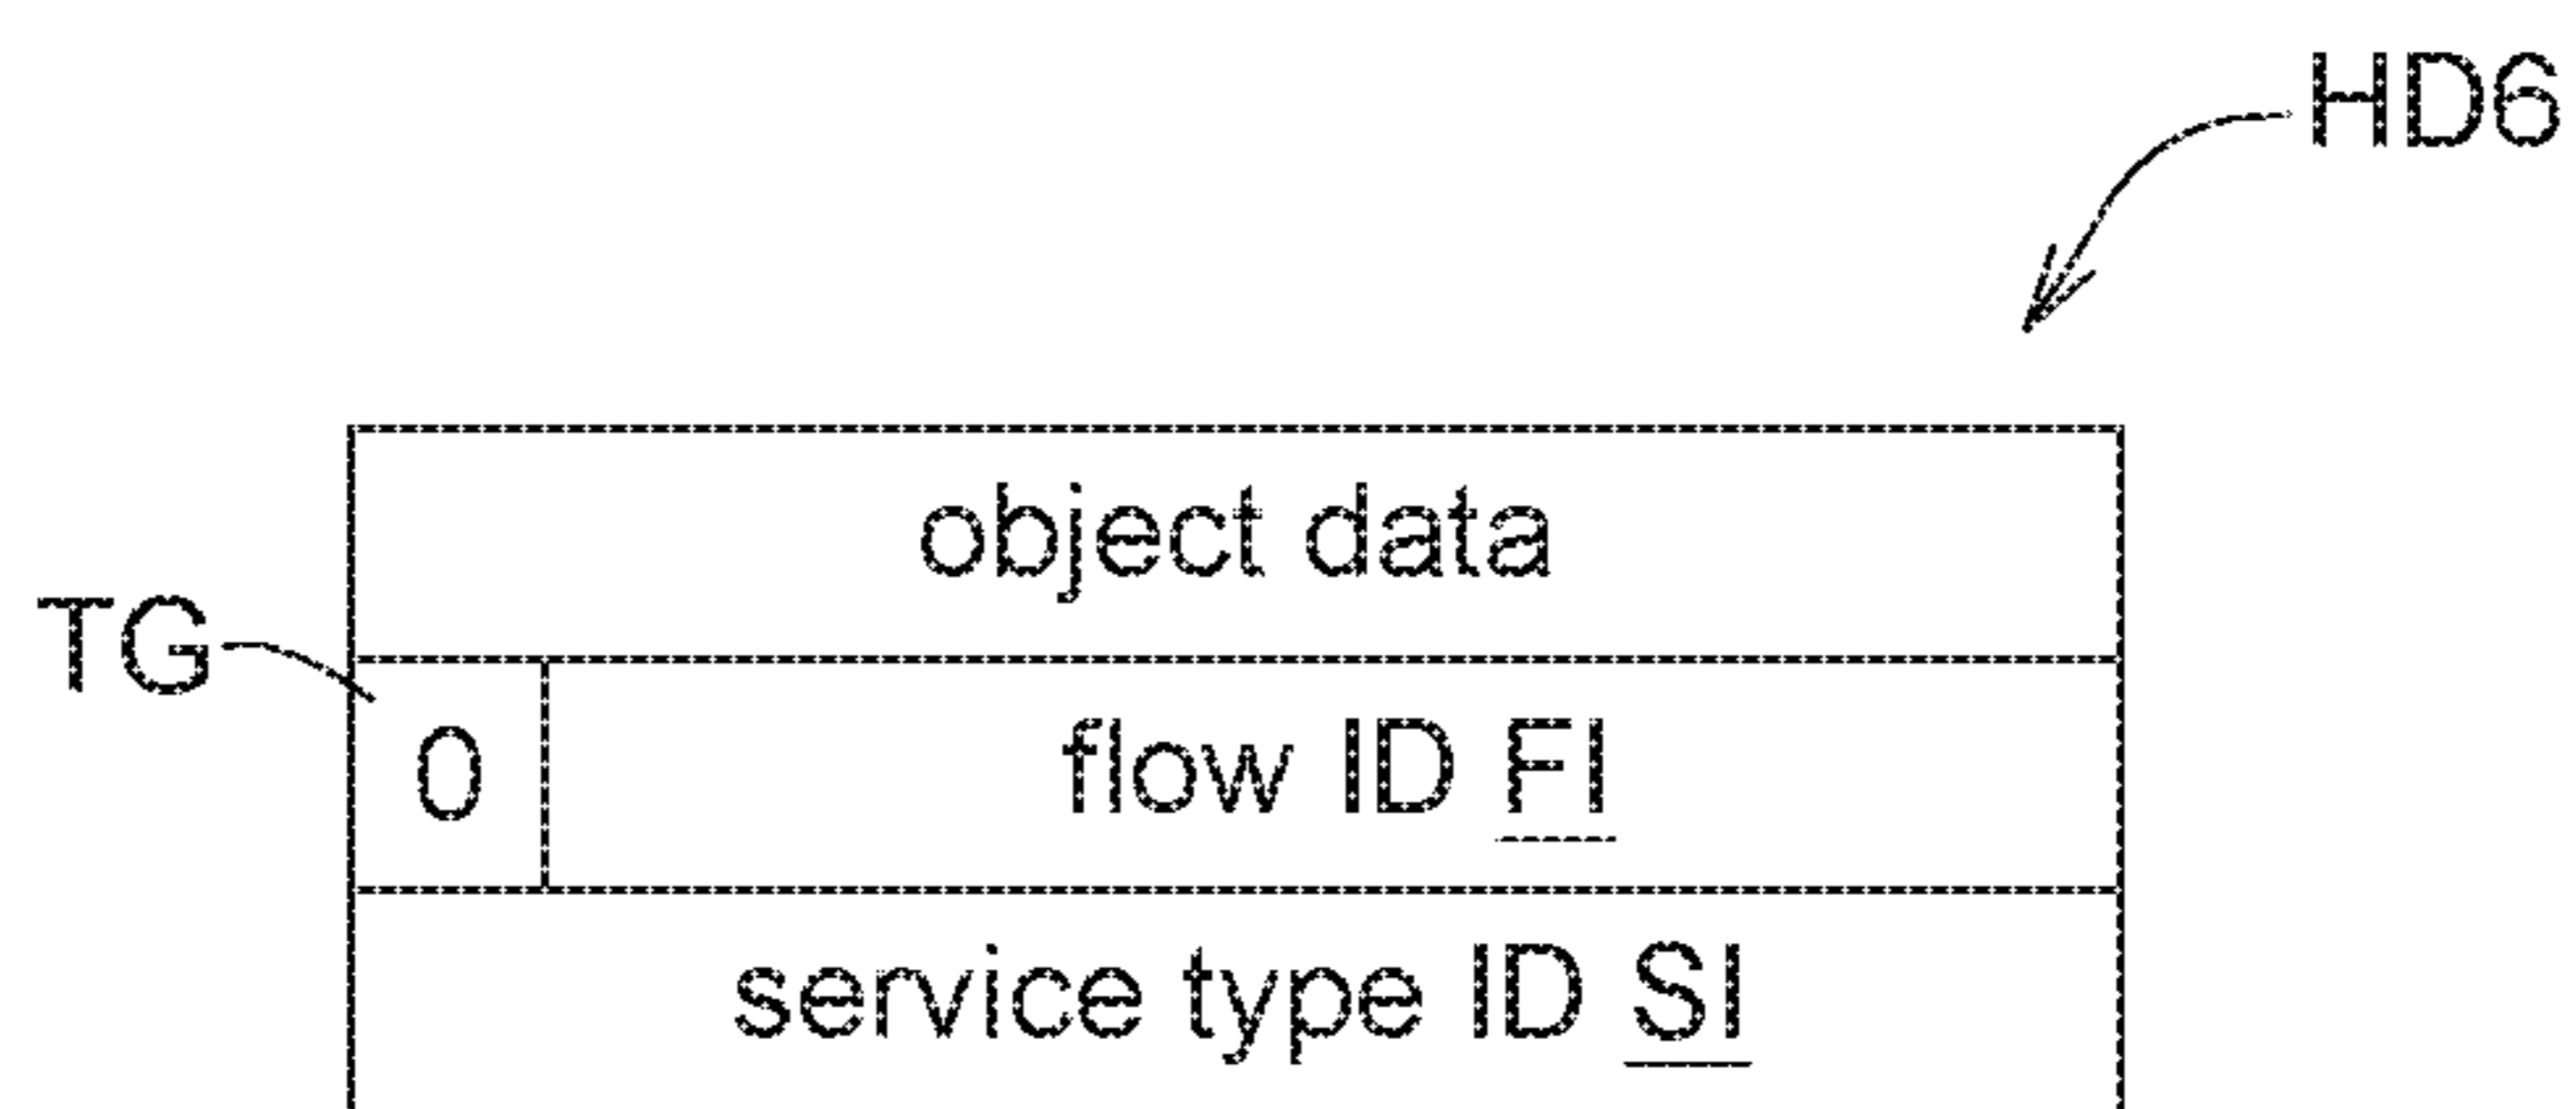 HD6
object data
TG
0 flow ID FI
service type ID SI